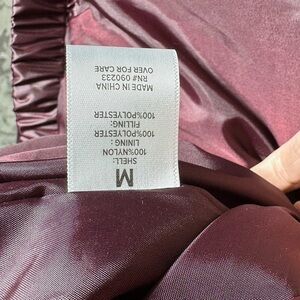 M
SHELL:
100%NYLON
LINING :
100%POLYESTER
FILLING:
100%POLYESTER
MADE IN CHINA
RN# 090233
OVER FOR CARE